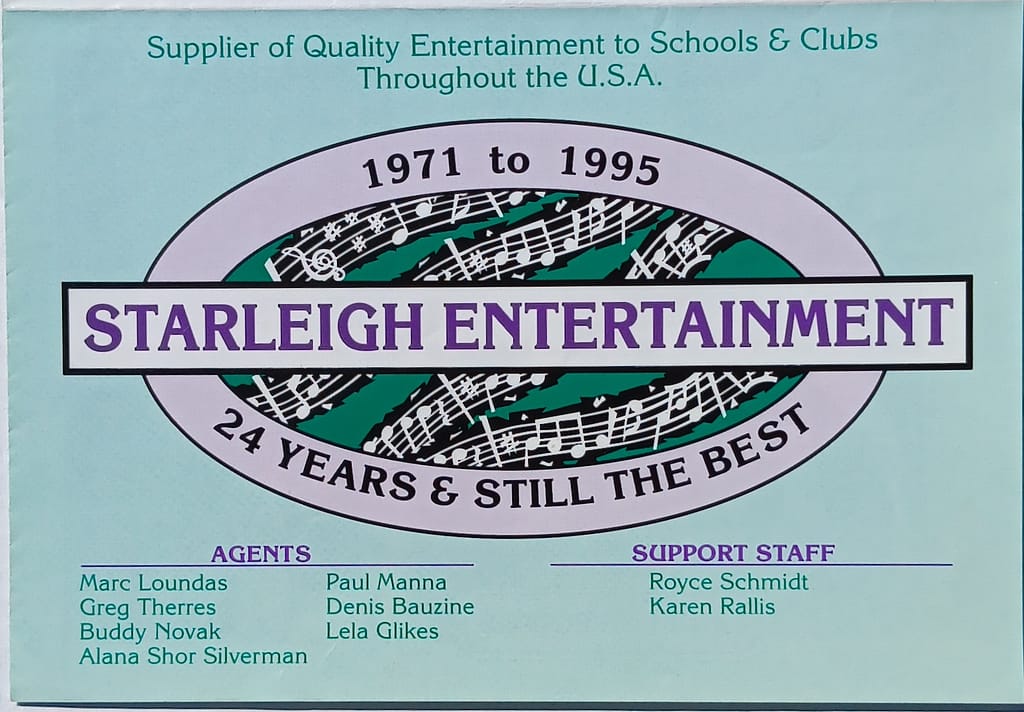 Supplier of Quality Entertainment to Schools & Clubs
Throughout the U.S.A.
1971 to 1995
STARLEIGH ENTERTAINMENT
24 YEARS & STILL THE BEST
AGENTS
Marc Loundas
Greg Therres
Buddy Novak
Alana Shor Silverman
Paul Manna
Denis Bauzine
Lela Glikes
SUPPORT STAFF
Royce Schmidt
Karen Rallis